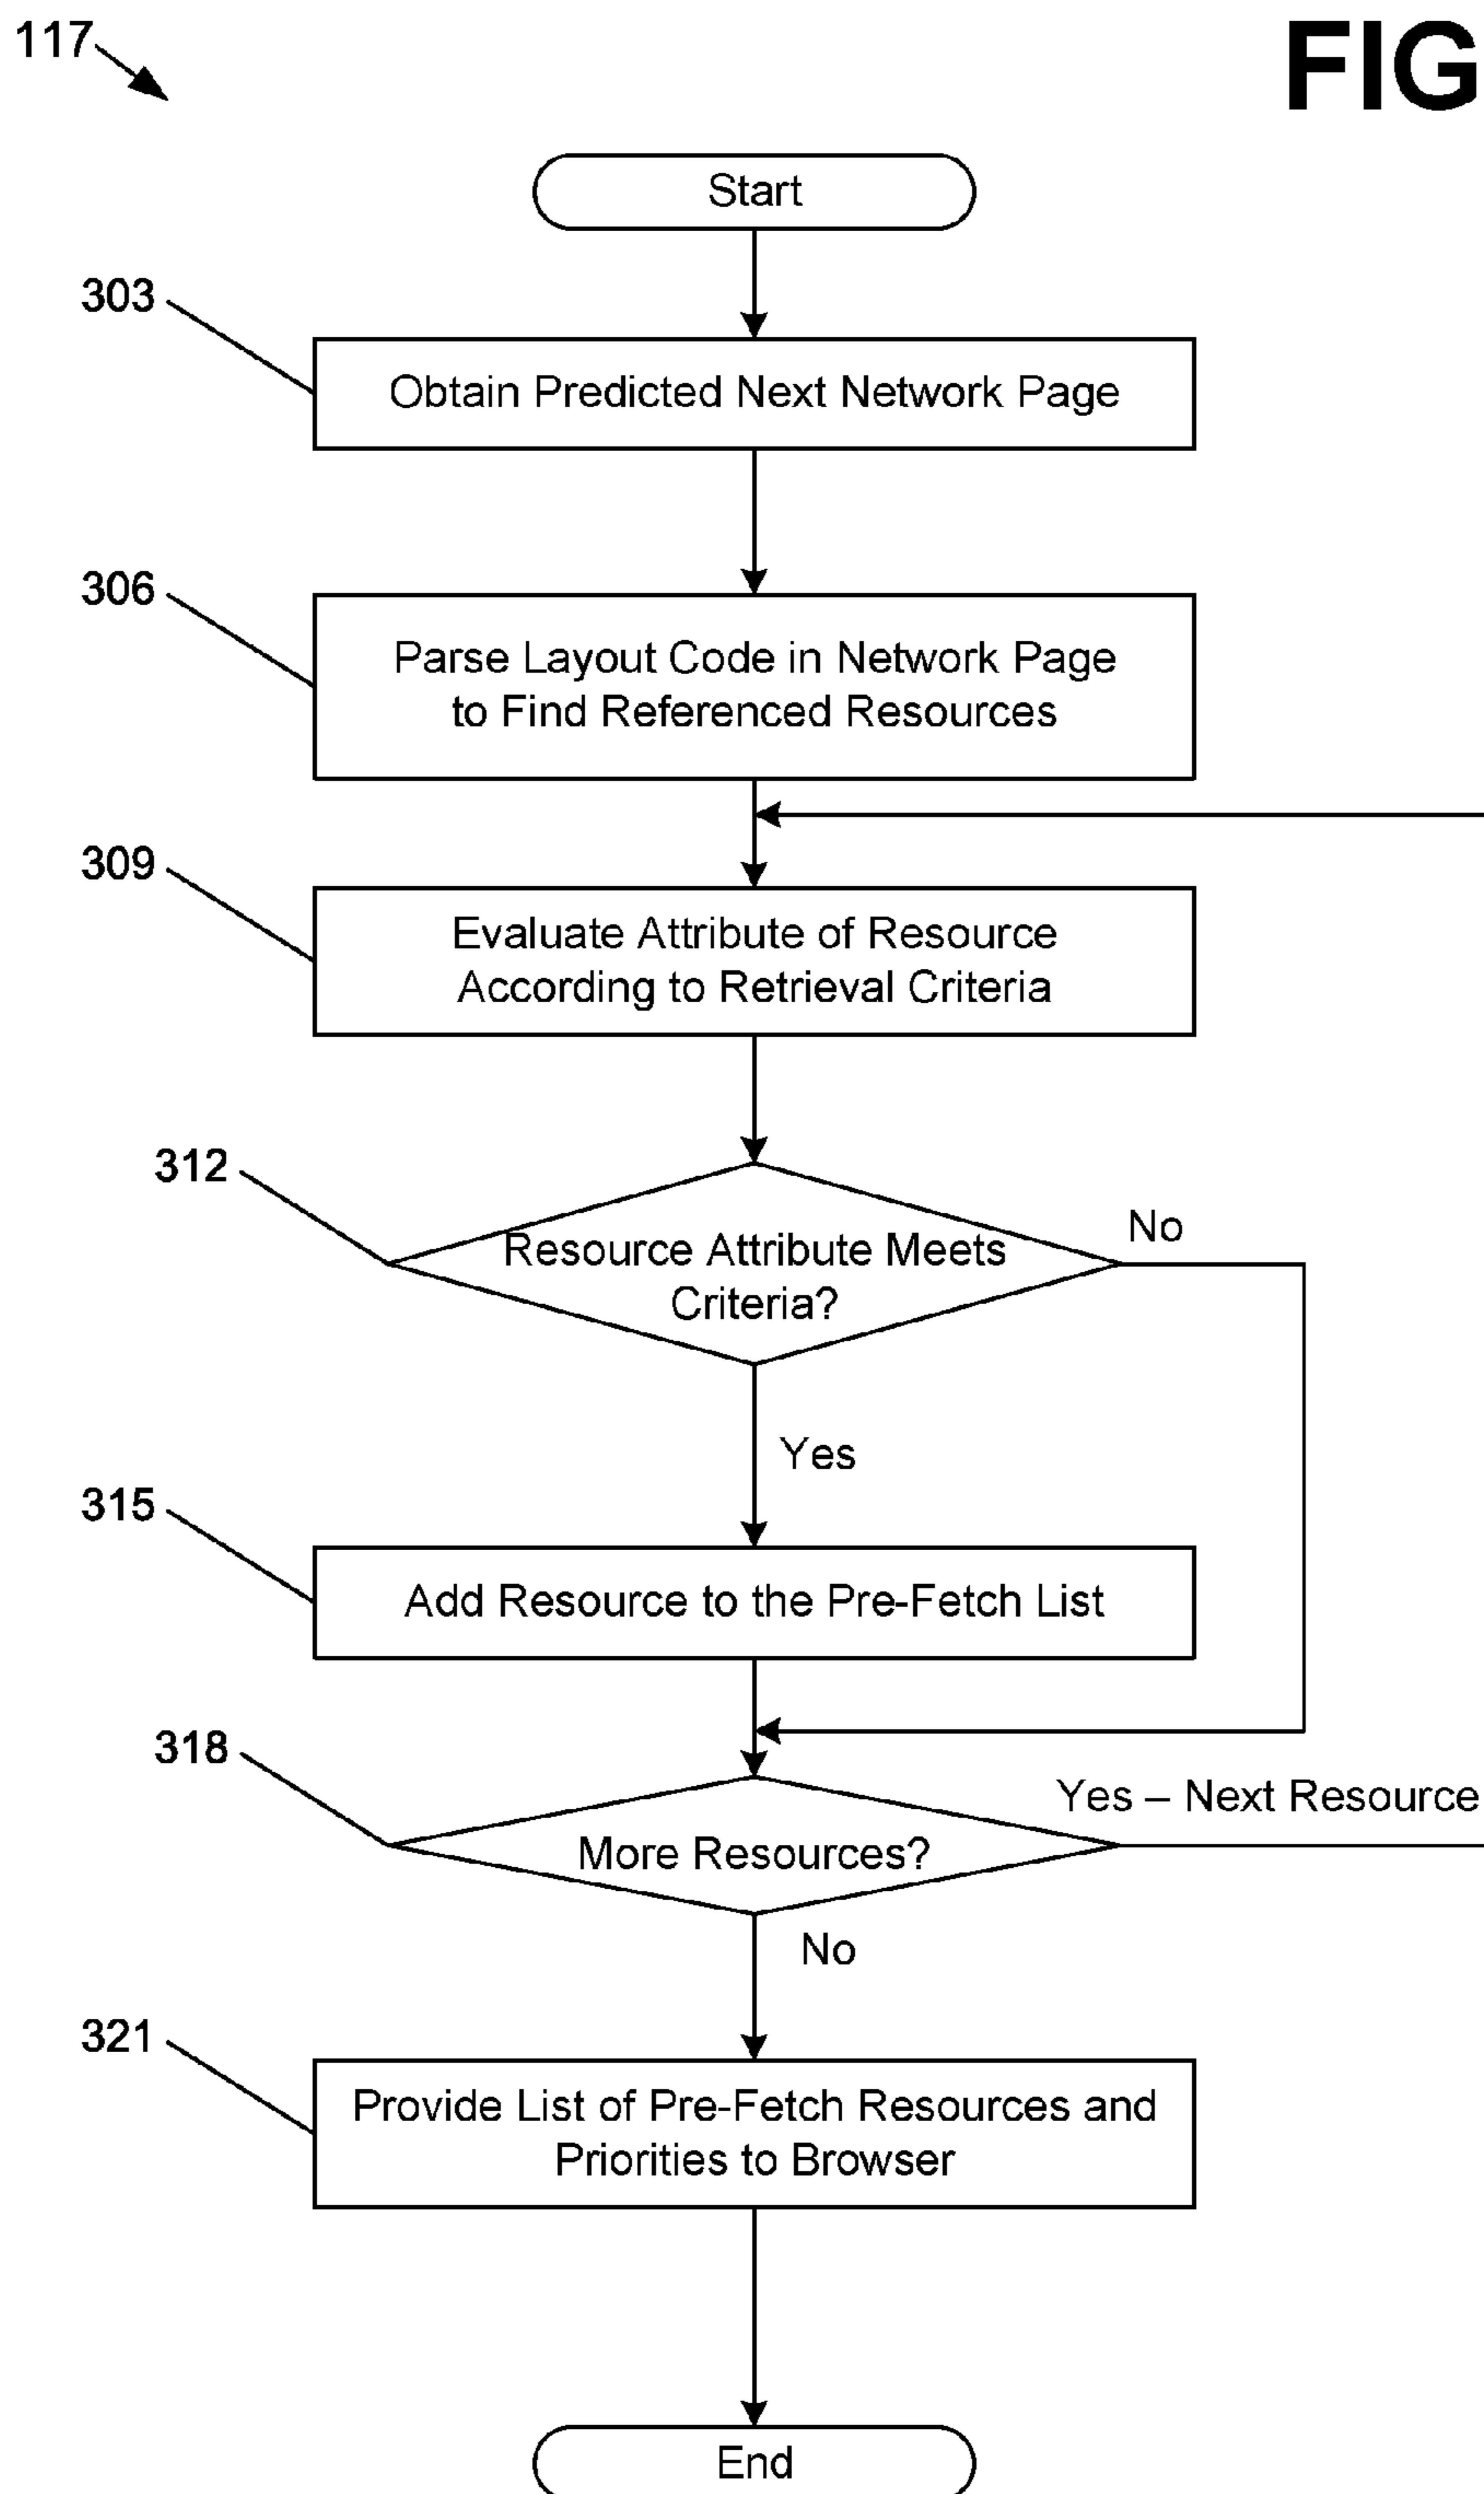 117
FIG
Start
303
Obtain Predicted Next Network Page
306
Parse Layout Code in Network Page
to Find Referenced Resources
309
Evaluate Attribute of Resource
According to Retrieval Criteria
312
No
Resource Attribute Meets
Criteria?
Yes
315
Add Resource to the Pre-Fetch List
318
Yes – Next Resource
More Resources?
No
321
Provide List of Pre-Fetch Resources and
Priorities to Browser
End